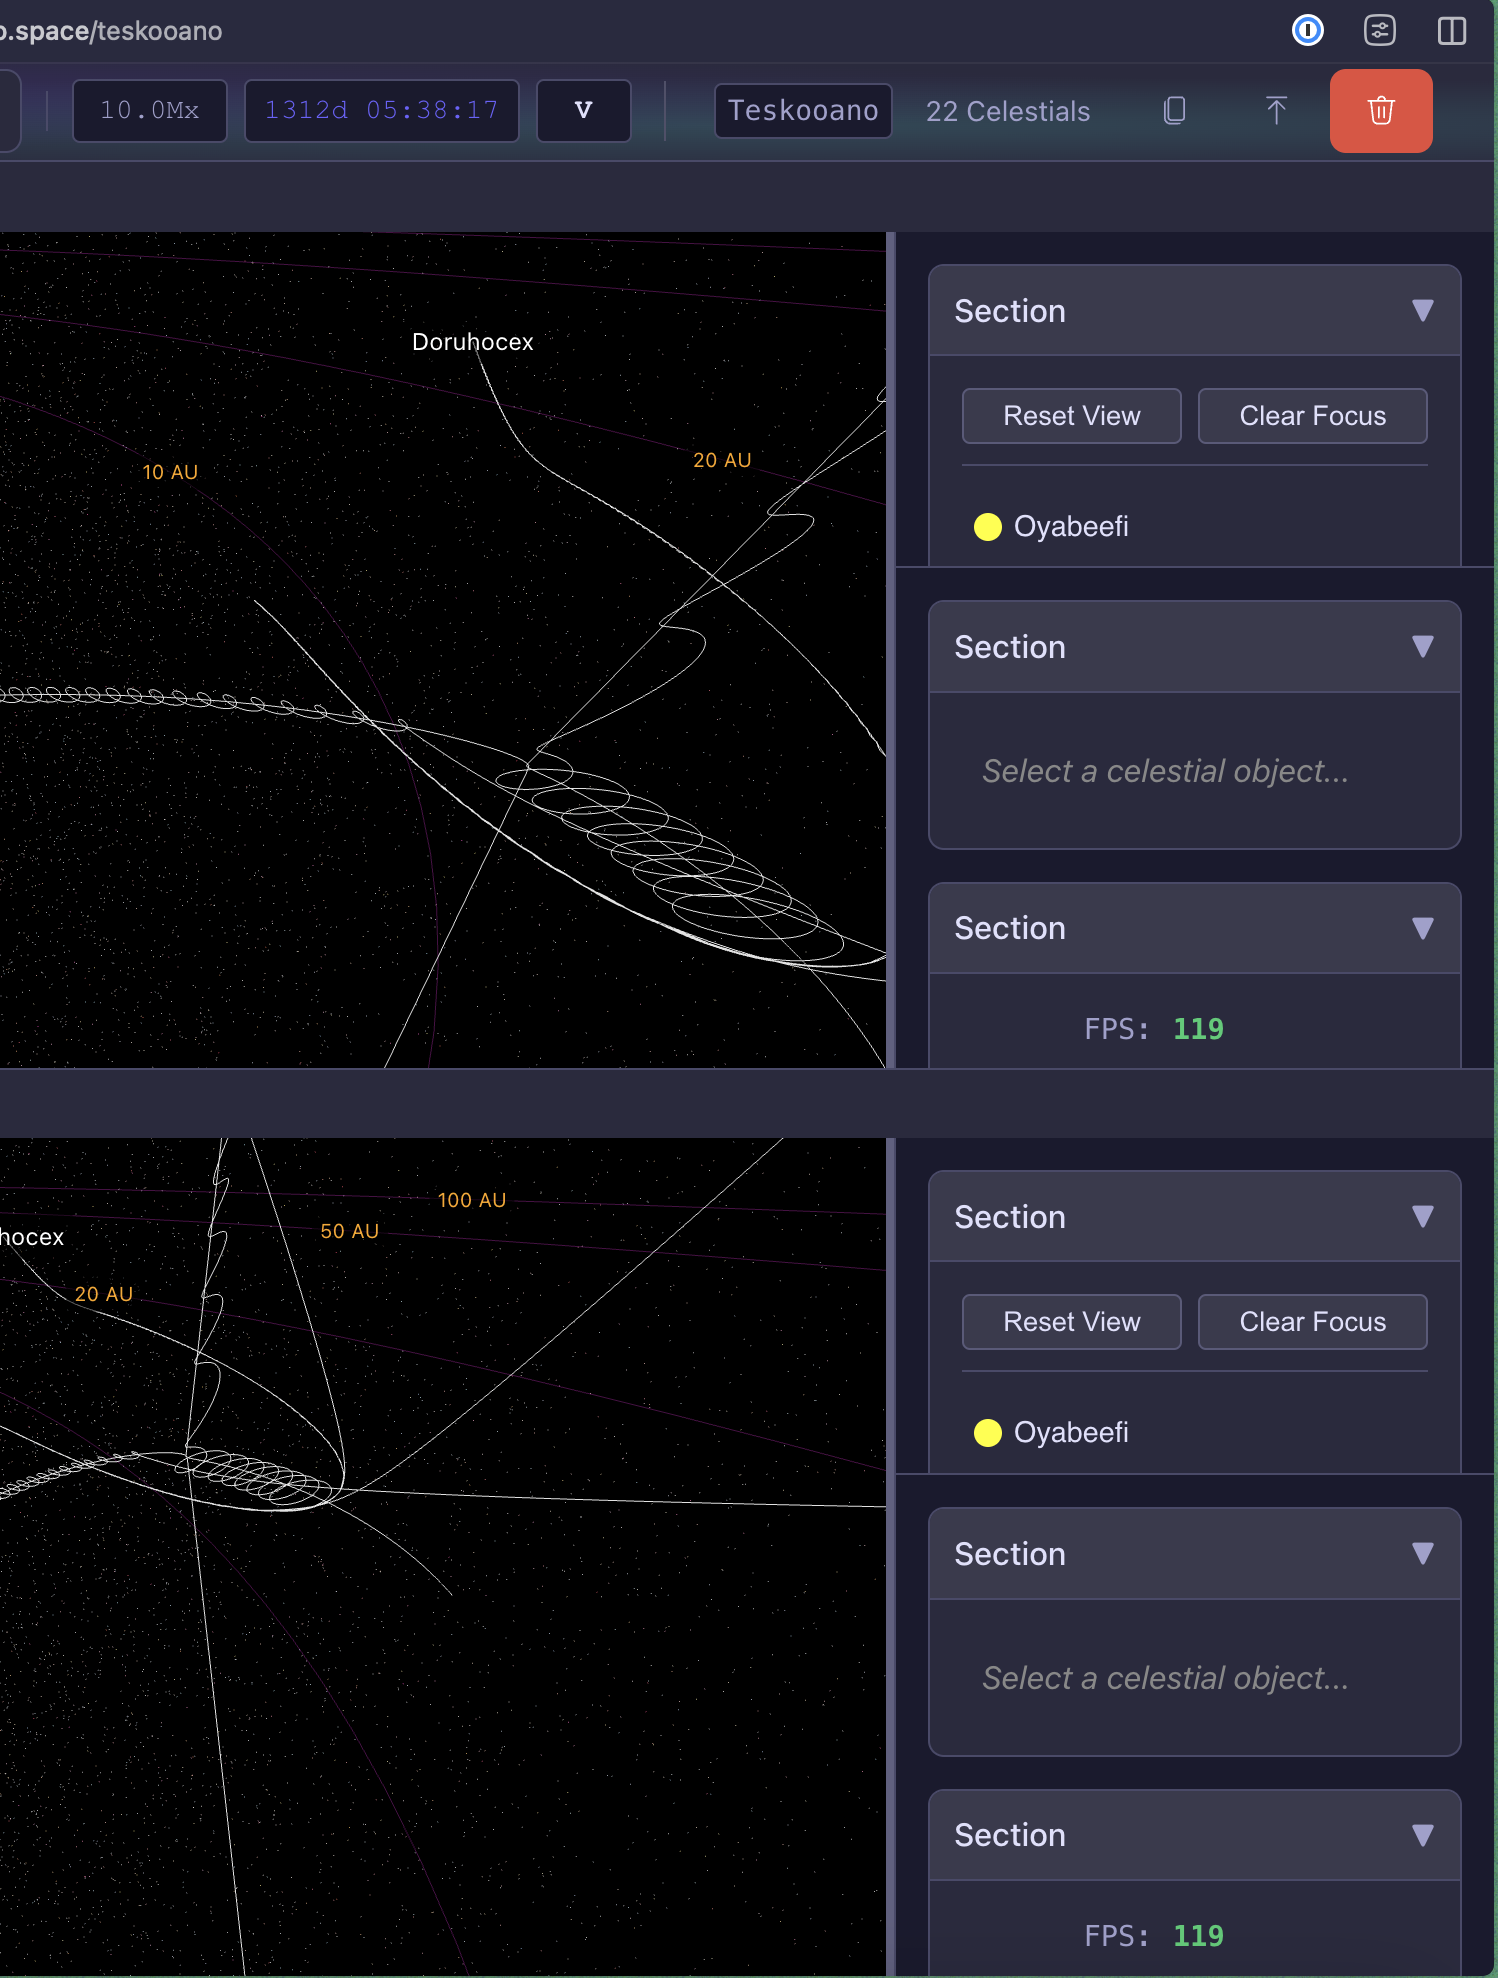 o.space/teskooano
10.0Mx
1312d 05:38:17
V
Teskooano
22 Celestials
Doruhocex
10 AU
20 AU
Section
Reset View
Clear Focus
Oyabeefi
Section
Select a celestial object...
Section
FPS: 119
100 AU
50 AU
hocex
20 AU
Section
Reset View
Clear Focus
Oyabeefi
Section
Select a celestial object...
Section
FPS: 119